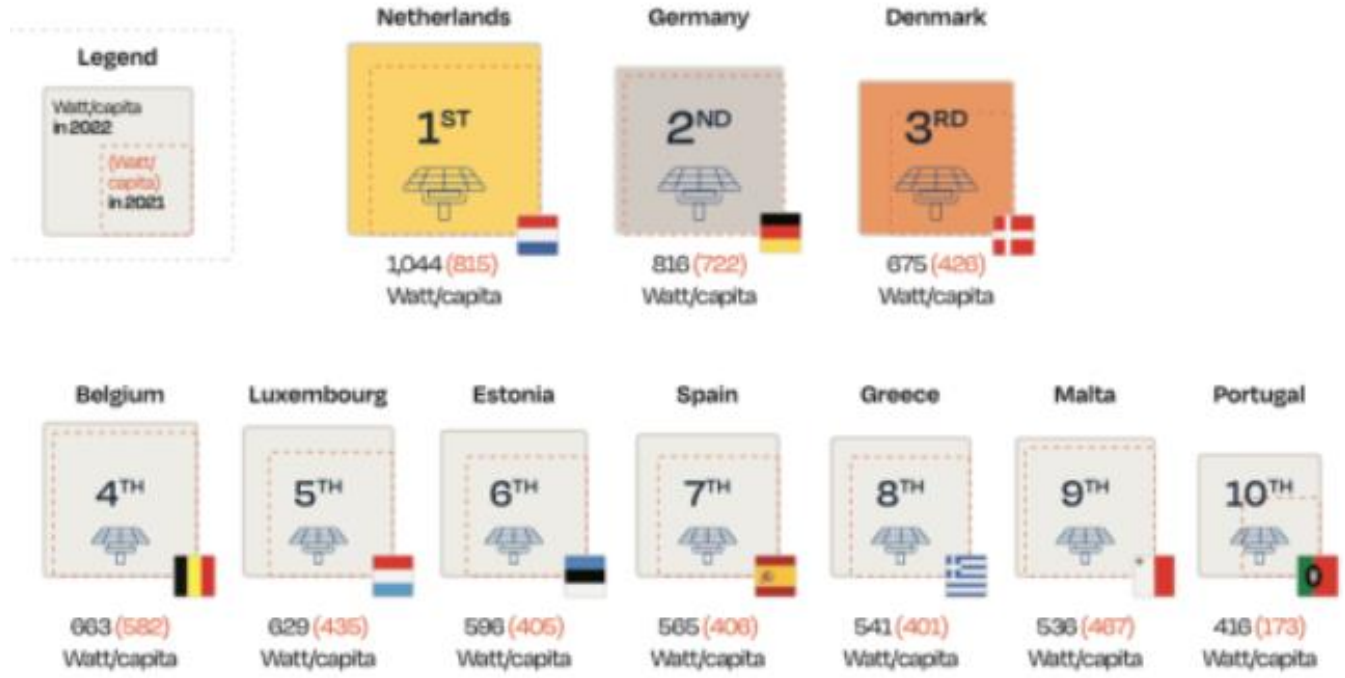 Netherlands Germany Denmark
Legend
Watt/capita
in 2022
(Watt/
capita)
in 2021
1ST 2ND 3RD
1,044 (815) 816 (722) 675 (426)
Watt/capita Watt/capita Watt/capita
Belgium Luxembourg Estonia Spain Greece Malta Portugal
4TH 5TH 6TH 7TH 8TH 9TH 10TH
663 (582) 629 (435) 596 (405) 565 (406) 541 (401) 536 (467) 416 (173)
Watt/capita Watt/capita Watt/capita Watt/capita Watt/capita Watt/capita Watt/capita